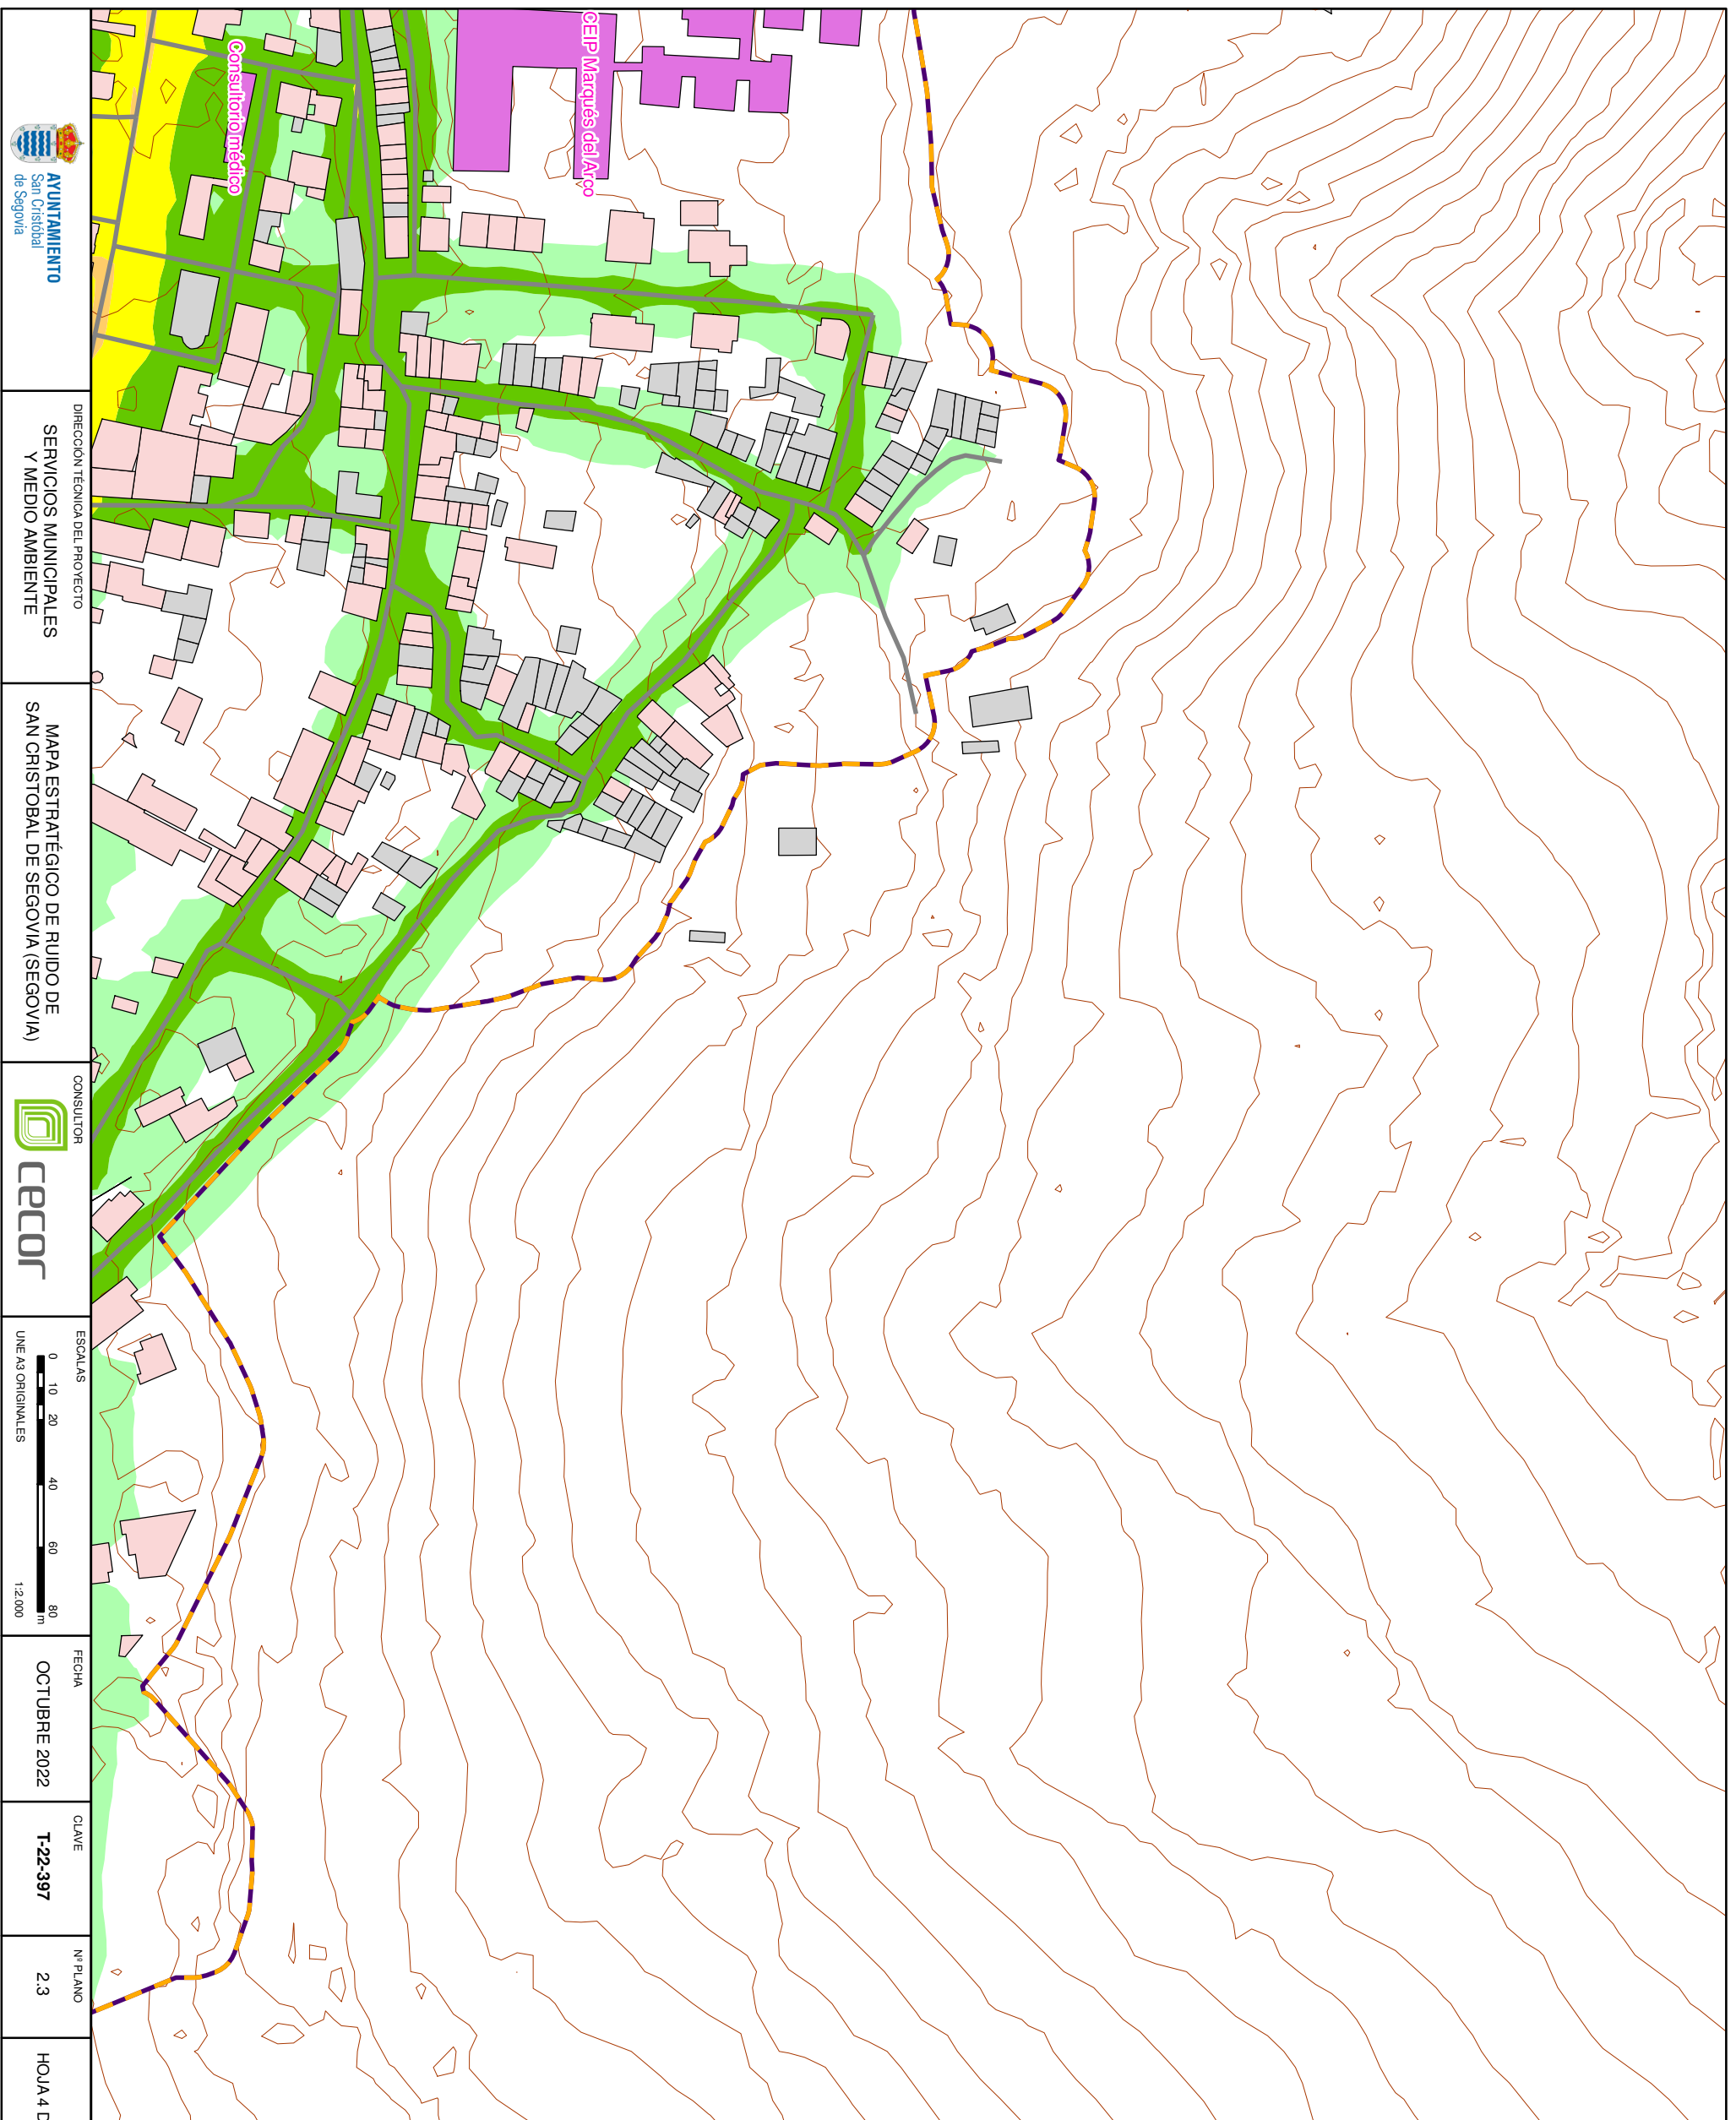 CEIP Marqués del Arco
Consultorio médico
AYUNTAMIENTO
San Cristóbal
de Segovia
DIRECCIÓN TÉCNICA DEL PROYECTO
SERVICIOS MUNICIPALES
Y MEDIO AMBIENTE
MAPA ESTRATÉGICO DE RUIDO DE
SAN CRISTOBAL DE SEGOVIA (SEGOVIA)
CONSULTOR
cecor
ESCALAS
0 10 20 40 60 80
m
UNE A3 ORIGINALES
1:2.000
FECHA
OCTUBRE 2022
CLAVE
T-22-397
Nº PLANO
2.3
HOJA 4 D